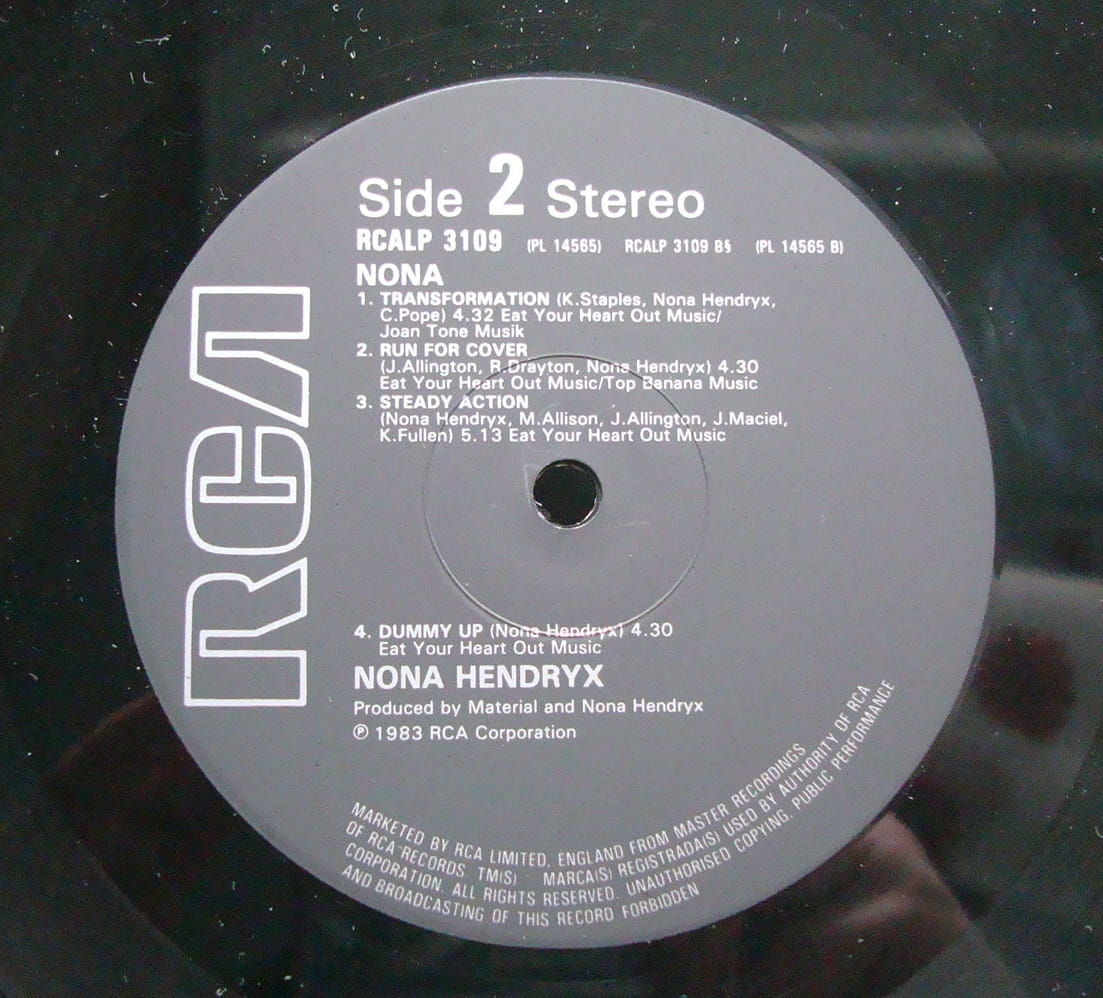 RCA
Side 2 Stereo
RCALP 3109 (PL 14565) RCALP 3109 B§ (PL 14565 B)
NONA
1. TRANSFORMATION (K.Staples, Nona Hendryx,
C.Pope) 4.32 Eat Your Heart Out Music/
Joan Tone Musik
2. RUN FOR COVER
(J.Allington, R.Drayton, Nona Hendryx) 4.30
Eat Your Heart Out Music/Top Banana Music
3. STEADY ACTION
(Nona Hendryx, M.Allison, J.Allington, J.Maciel,
K.Fullen) 5.13 Eat Your Heart Out Music
4. DUMMY UP (Nona Hendryx) 4.30
Eat Your Heart Out Music
NONA HENDRYX
Produced by Material and Nona Hendryx
℗ 1983 RCA Corporation
MARKETED BY RCA LIMITED, ENGLAND FROM MASTER RECORDINGS
OF RCA RECORDS. TM(S) MARCA(S) REGISTRADA(S) USED BY AUTHORITY OF RCA
CORPORATION. ALL RIGHTS RESERVED. UNAUTHORISED COPYING, PUBLIC PERFORMANCE
AND BROADCASTING OF THIS RECORD FORBIDDEN